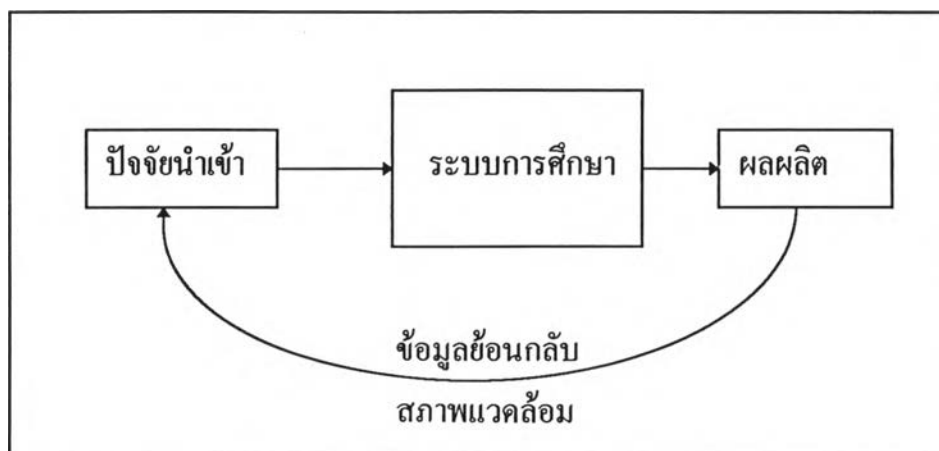 ปัจจัยนำเข้า
ระบบการศึกษา
ผลผลิต
ข้อมูลย้อนกลับ
สภาพแวคล้อม